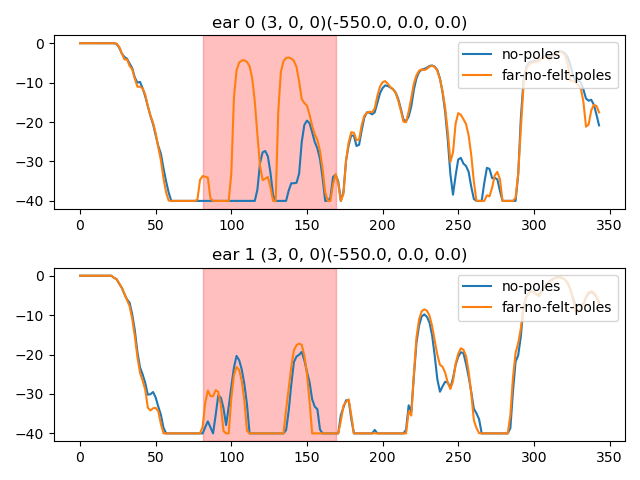 ear 0 (3, 0, 0)(-550.0, 0.0, 0.0)
0
−10
−20
−30
−40
no-poles
far-no-felt-poles
0 50 100 150 200 250 300 350
ear 1 (3, 0, 0)(-550.0, 0.0, 0.0)
0
−10
−20
−30
−40
no-poles
far-no-felt-poles
0 50 100 150 200 250 300 350